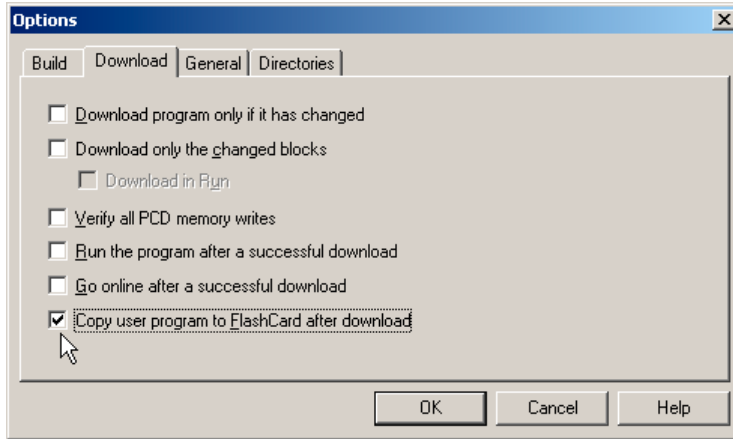 Options
Build Download General Directories
Download program only if it has changed
Download only the changed blocks
Download in Run
Verify all PCD memory writes
Run the program after a successful download
Go online after a successful download
Copy user program to FlashCard after download
OK Cancel Help